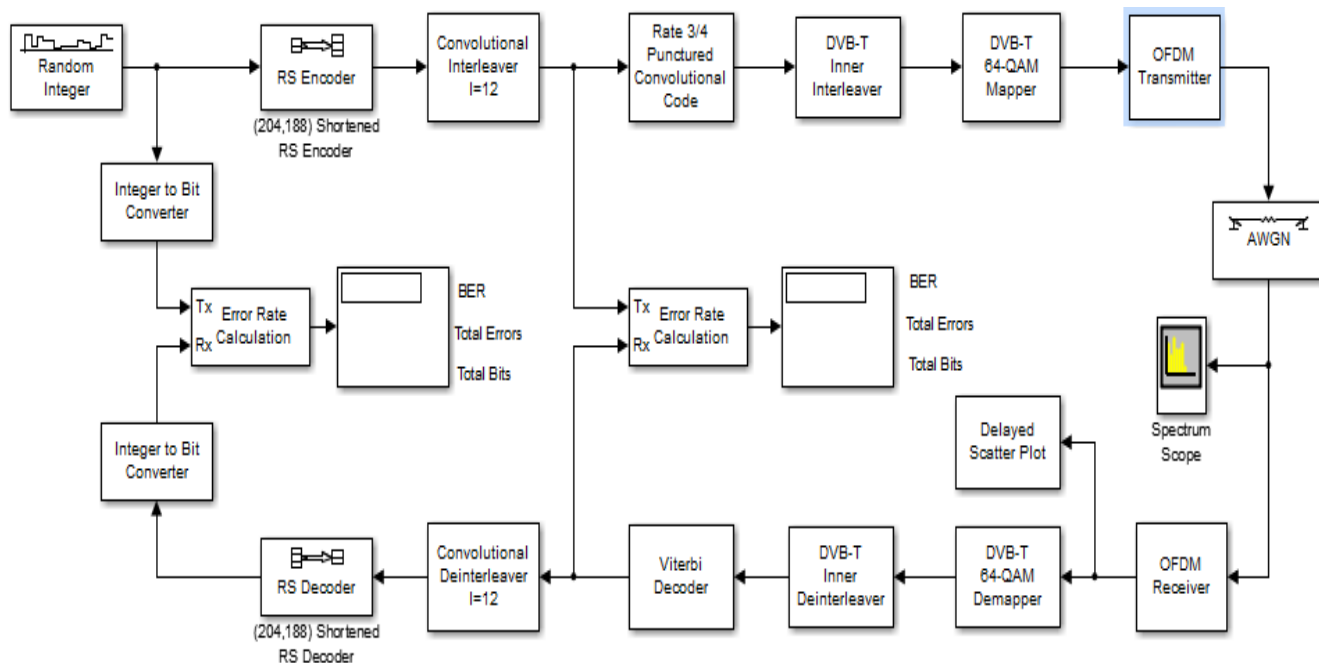 Random
Integer
RS Encoder
(204,188) Shortened
RS Encoder
Convolutional
Interleaver
I=12
Rate 3/4
Punctured
Convolutional
Code
DVB-T
Inner
Interleaver
DVB-T
64-QAM
Mapper
OFDM
Transmitter
Integer to Bit
Converter
AWGN
Tx
Rx
Error Rate
Calculation
BER
Total Errors
Total Bits
Tx
Rx
Error Rate
Calculation
BER
Total Errors
Total Bits
Spectrum
Scope
Integer to Bit
Converter
Delayed
Scatter Plot
RS Decoder
(204,188) Shortened
RS Decoder
Convolutional
Deinterleaver
I=12
Viterbi
Decoder
DVB-T
Inner
Deinterleaver
DVB-T
64-QAM
Demapper
OFDM
Receiver